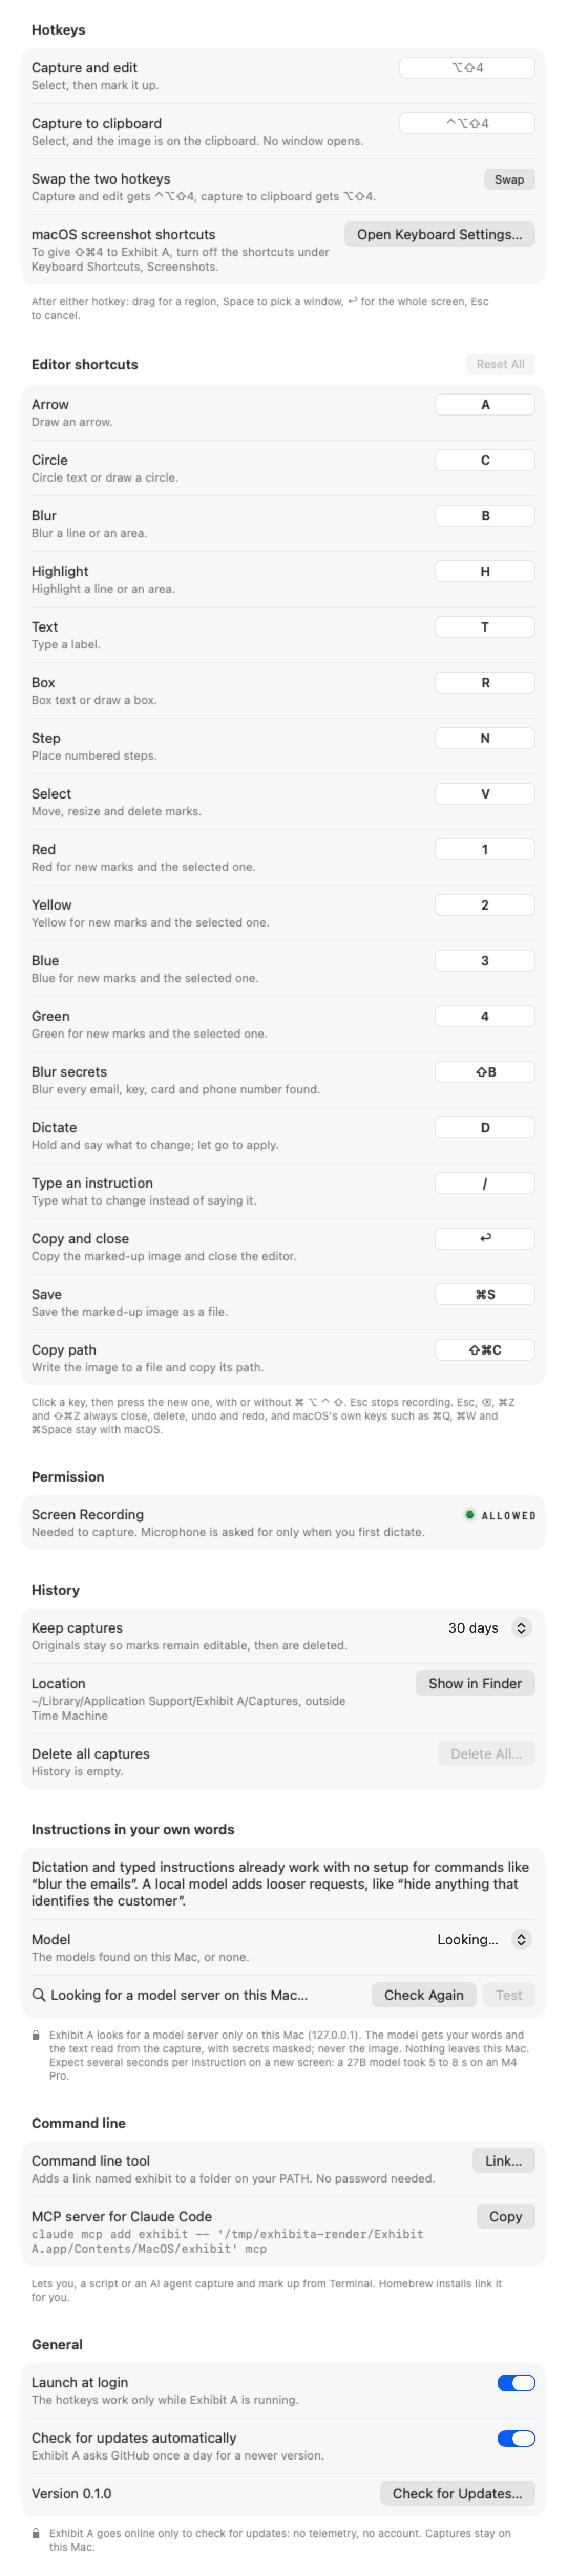 Hotkeys
Capture and edit
⌥⇧4
Select, then mark it up.
Capture to clipboard
⌃⌥⇧4
Select, and the image is on the clipboard. No window opens.
Swap the two hotkeys
Swap
Capture and edit gets ⌃⌥⇧4, capture to clipboard gets ⌥⇧4.
macOS screenshot shortcuts
Open Keyboard Settings...
To give ⇧⌘4 to Exhibit A, turn off the shortcuts under
Keyboard Shortcuts, Screenshots.
After either hotkey: drag for a region, Space to pick a window, ↩ for the whole screen, Esc
to cancel.
Editor shortcuts
Reset All
Arrow
A
Draw an arrow.
Circle
C
Circle text or draw a circle.
Blur
B
Blur a line or an area.
Highlight
H
Highlight a line or an area.
Text
T
Type a label.
Box
R
Box text or draw a box.
Step
N
Place numbered steps.
Select
V
Move, resize and delete marks.
Red
1
Red for new marks and the selected one.
Yellow
2
Yellow for new marks and the selected one.
Blue
3
Blue for new marks and the selected one.
Green
4
Green for new marks and the selected one.
Blur secrets
⇧B
Blur every email, key, card and phone number found.
Dictate
D
Hold and say what to change; let go to apply.
Type an instruction
/
Type what to change instead of saying it.
Copy and close
↩
Copy the marked-up image and close the editor.
Save
⌘S
Save the marked-up image as a file.
Copy path
⇧⌘C
Write the image to a file and copy its path.
Click a key, then press the new one, with or without ⌘ ⌥ ⌃ ⇧. Esc stops recording. Esc, ⌫, ⌘Z
and ⇧⌘Z always close, delete, undo and redo, and macOS's own keys such as ⌘Q, ⌘W and
⌘Space stay with macOS.
Permission
Screen Recording
ALLOWED
Needed to capture. Microphone is asked for only when you first dictate.
History
Keep captures
30 days
Originals stay so marks remain editable, then are deleted.
Location
Show in Finder
~/Library/Application Support/Exhibit A/Captures, outside
Time Machine
Delete all captures
Delete All...
History is empty.
Instructions in your own words
Dictation and typed instructions already work with no setup for commands like
“blur the emails”. A local model adds looser requests, like “hide anything that
identifies the customer”.
Model
Looking...
The models found on this Mac, or none.
Looking for a model server on this Mac...
Check Again
Test
Exhibit A looks for a model server only on this Mac (127.0.0.1). The model gets your words and
the text read from the capture, with secrets masked; never the image. Nothing leaves this Mac.
Expect several seconds per instruction on a new screen: a 27B model took 5 to 8 s on an M4
Pro.
Command line
Command line tool
Link...
Adds a link named exhibit to a folder on your PATH. No password needed.
MCP server for Claude Code
Copy
claude mcp add exhibit -- '/tmp/exhibita-render/Exhibit
A.app/Contents/MacOS/exhibit' mcp
Lets you, a script or an AI agent capture and mark up from Terminal. Homebrew installs link it
for you.
General
Launch at login
The hotkeys work only while Exhibit A is running.
Check for updates automatically
Exhibit A asks GitHub once a day for a newer version.
Version 0.1.0
Check for Updates...
Exhibit A goes online only to check for updates: no telemetry, no account. Captures stay on
this Mac.